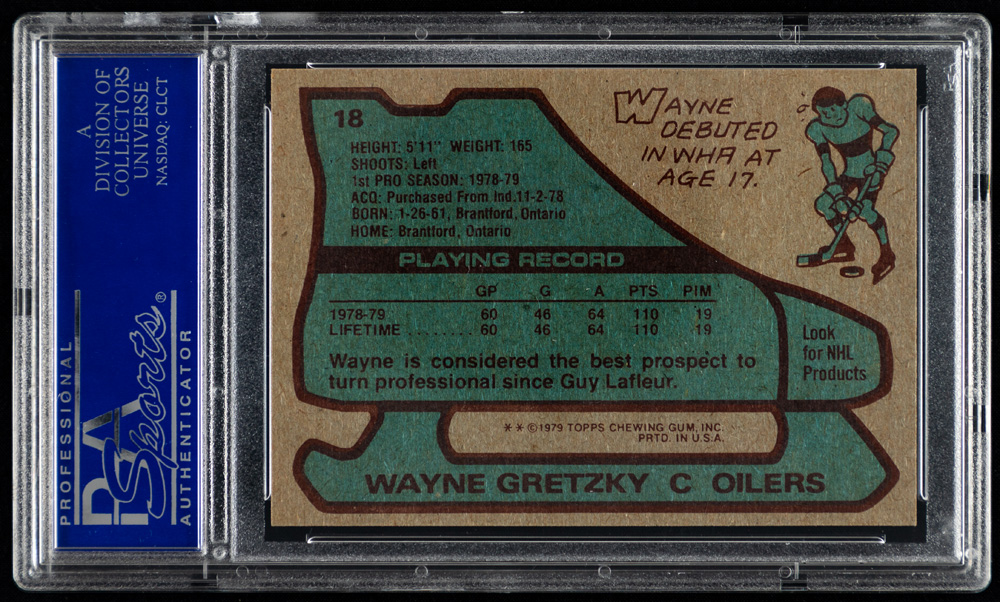 A
DIVISION OF
COLLECTORS
UNIVERSE
NASDAQ: CLCT
PROFESSIONAL
PSA
Sports®
AUTHENTICATOR
18
HEIGHT: 5'11" WEIGHT: 165
SHOOTS: Left
1st PRO SEASON: 1978-79
ACQ: Purchased From Ind.11-2-78
BORN: 1-26-61, Brantford, Ontario
HOME: Brantford, Ontario
WAYNE
DEBUTED
IN WHA AT
AGE 17.
PLAYING RECORD
GP G A PTS PIM
1978-79 60 46 64 110 19
LIFETIME ........ 60 46 64 110 19
Wayne is considered the best prospect to
turn professional since Guy Lafleur.
Look
for NHL
Products
** ©1979 TOPPS CHEWING GUM, INC.
PRTD. IN U.S.A.
WAYNE GRETZKY C OILERS